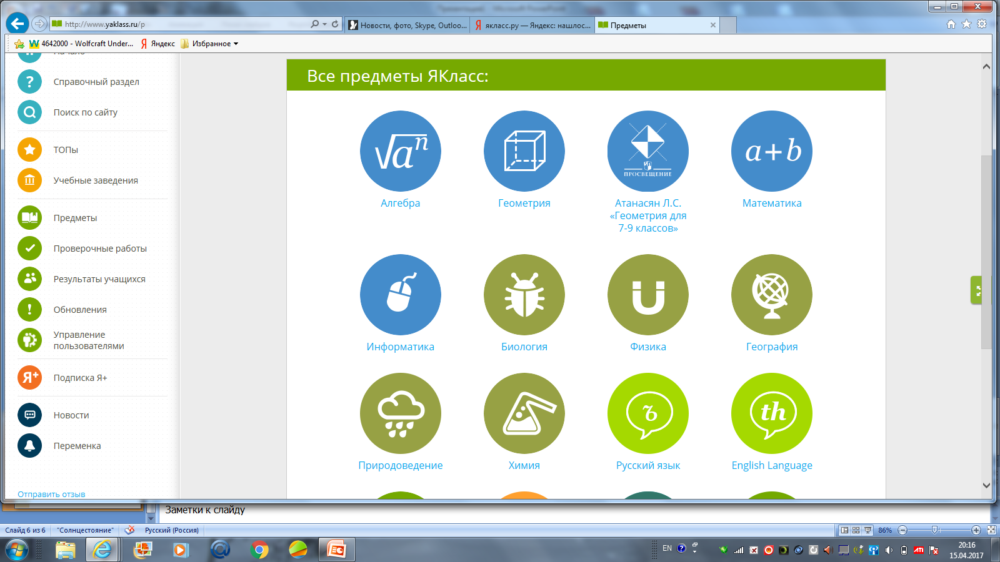 http://www.yaklass.ru/p
Новости, фото, Skype, Outloo...
якласс.ру — Яндекс: нашлос...
Предметы
4642000 - Wolfcraft Under...
Яндекс
Избранное
Начало
Справочный раздел
Поиск по сайту
ТОПы
Учебные заведения
Предметы
Проверочные работы
Результаты учащихся
Обновления
Управление
пользователями
Я+
Подписка Я+
Новости
Переменка
Отправить отзыв
Все предметы ЯКласс:
√aⁿ
ПРОСВЕЩЕНИЕ
a+b
Алгебра
Геометрия
Атанасян Л.С.
«Геометрия для
7-9 классов»
Математика
Информатика
Биология
Физика
География
ъ
th
Природоведение
Химия
Русский язык
English Language
Заметки к слайду
Слайд 6 из 6
"Солнцестояние"
Русский (Россия)
86%
EN
ATI
20:16
15.04.2017